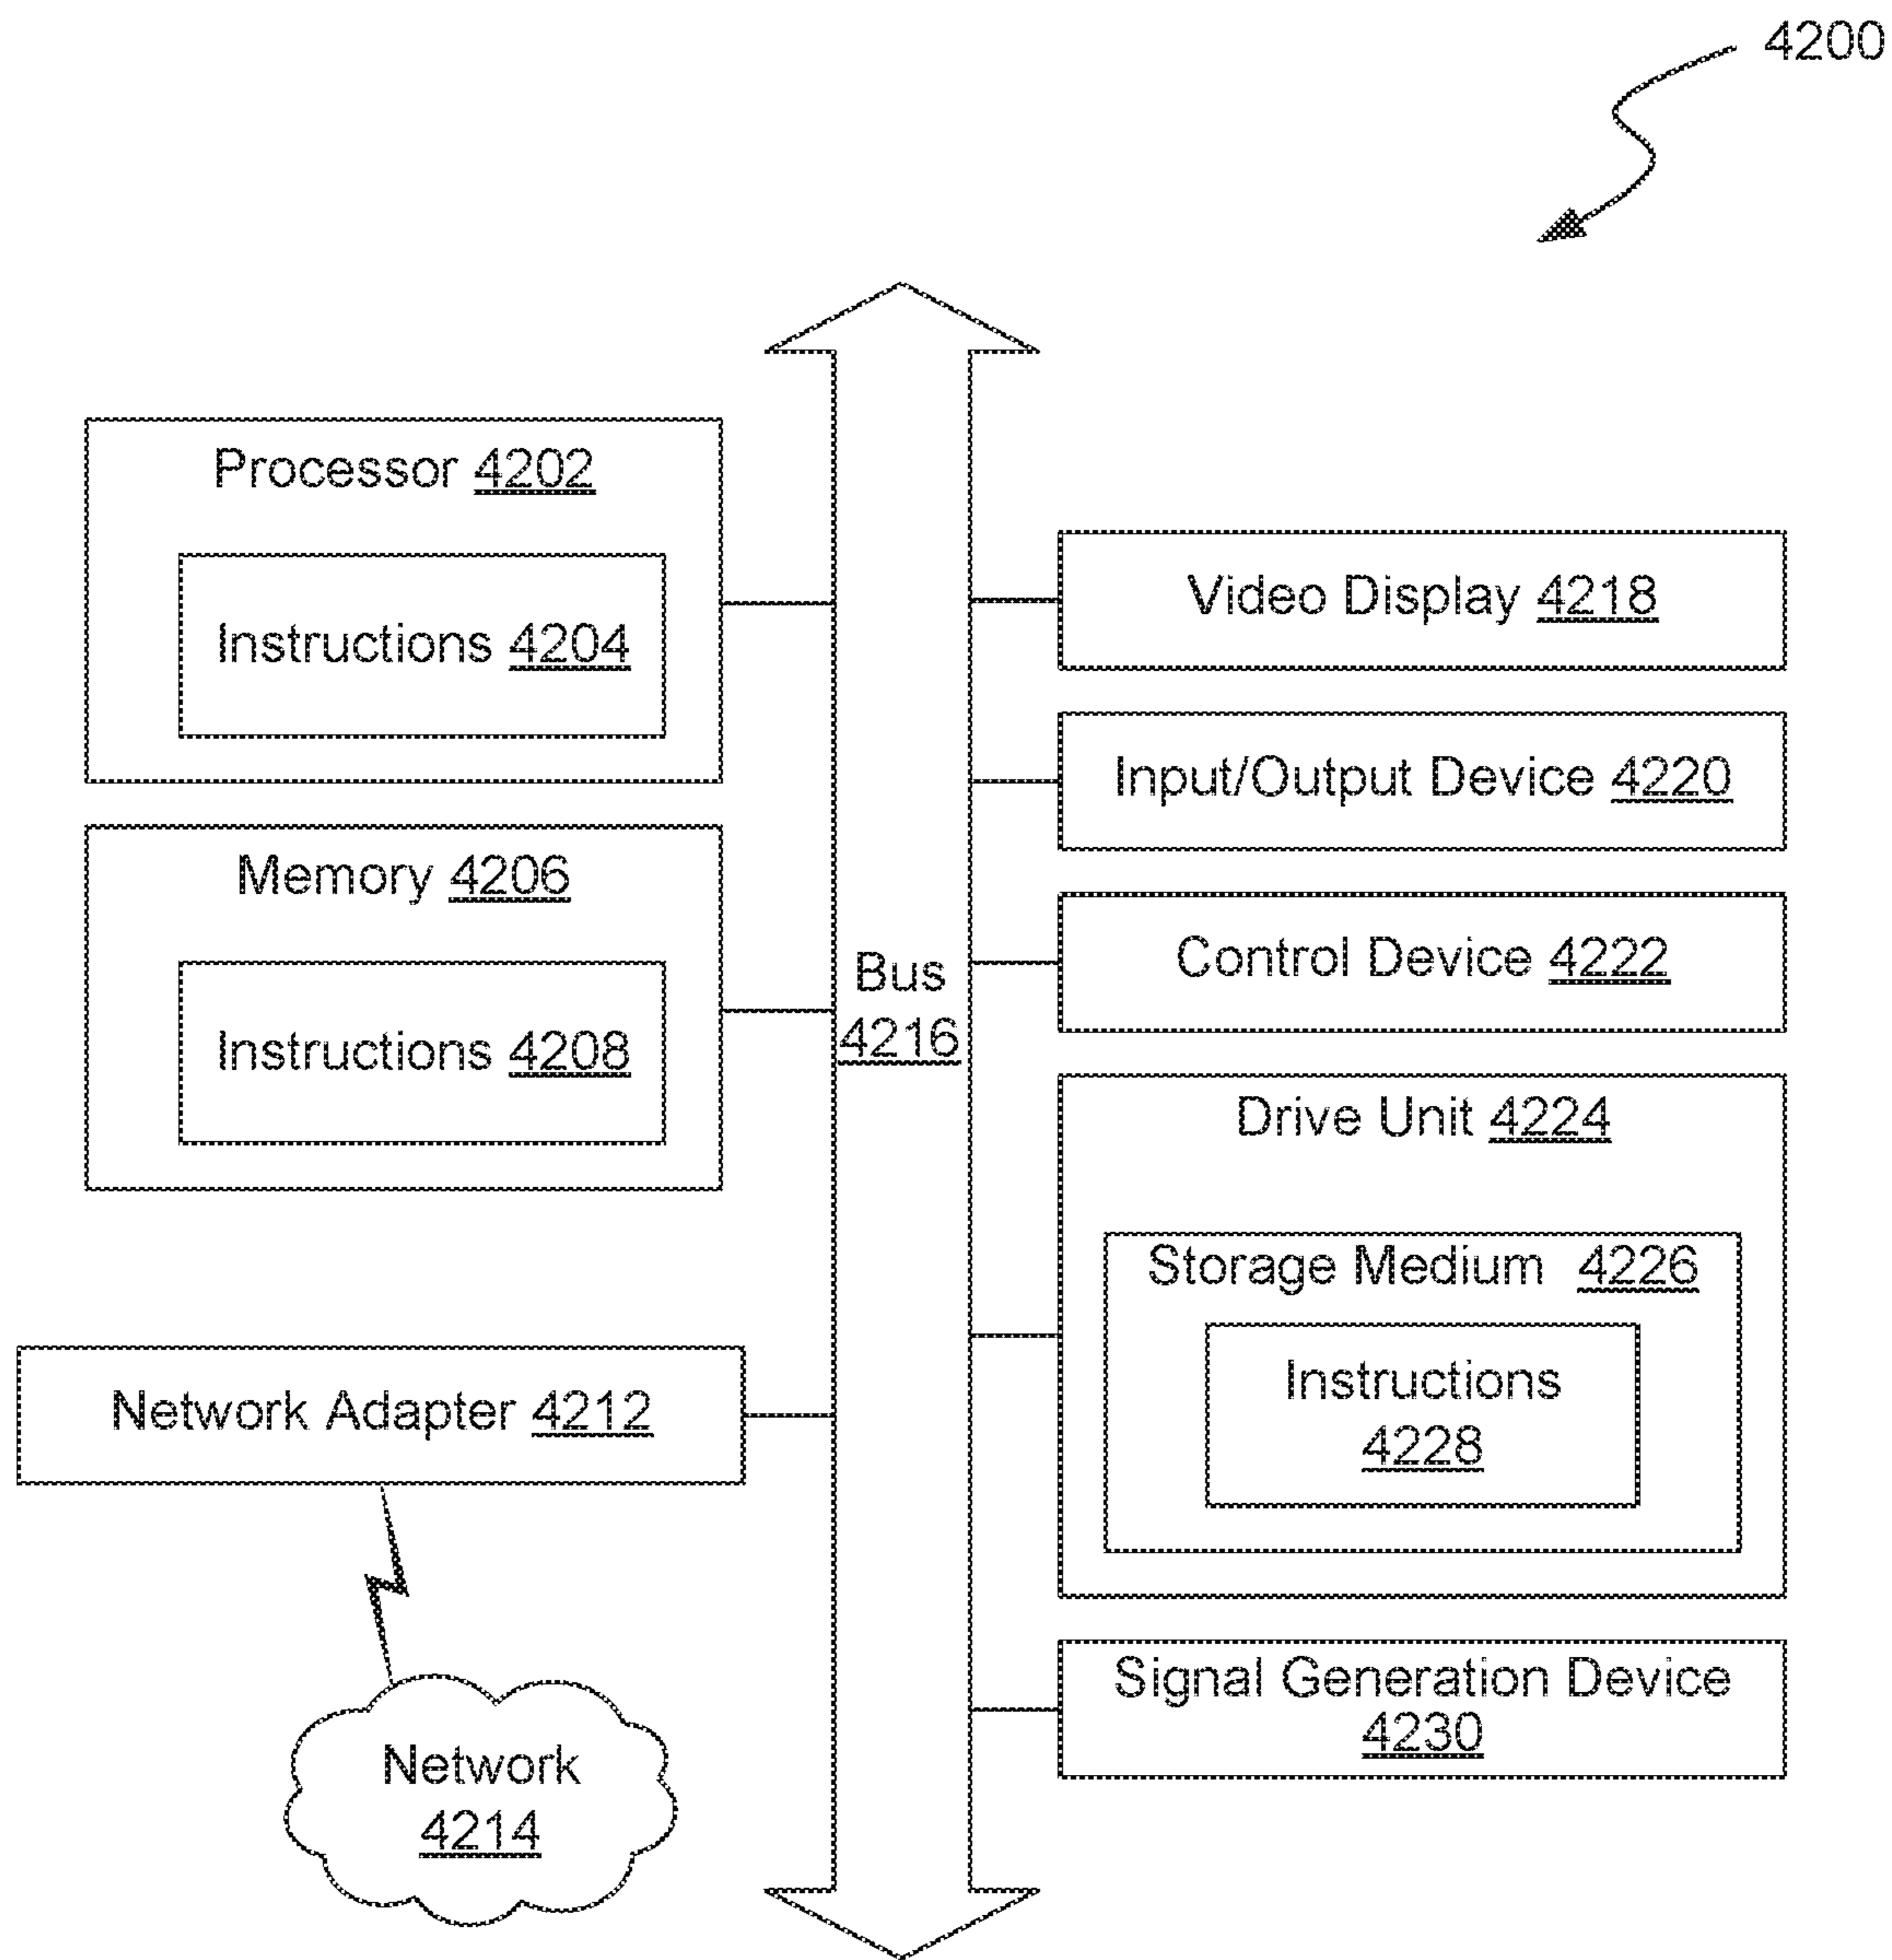 4200
Processor 4202
Instructions 4204
Memory 4206
Instructions 4208
Network Adapter 4212
Network
4214
Bus
4216
Video Display 4218
Input/Output Device 4220
Control Device 4222
Drive Unit 4224
Storage Medium 4226
Instructions
4228
Signal Generation Device
4230